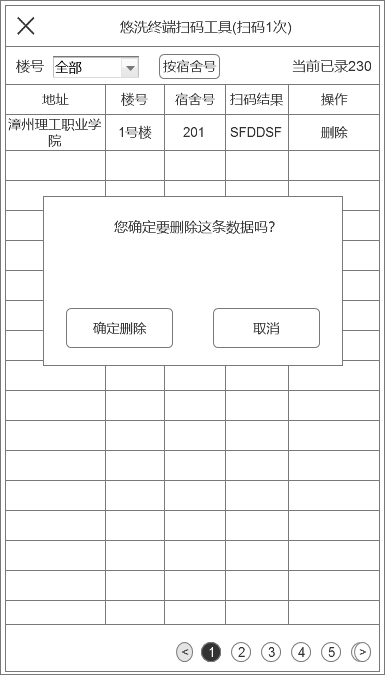 悠洗终端扫码工具(扫码1次)
楼号 全部 按宿舍号 当前已录230
地址 楼号 宿舍号 扫码结果 操作
漳州理工职业学
院 1号楼 201 SFDDSF 删除
您确定要删除这条数据吗?
确定删除 取消
< 1 2 3 4 5 >